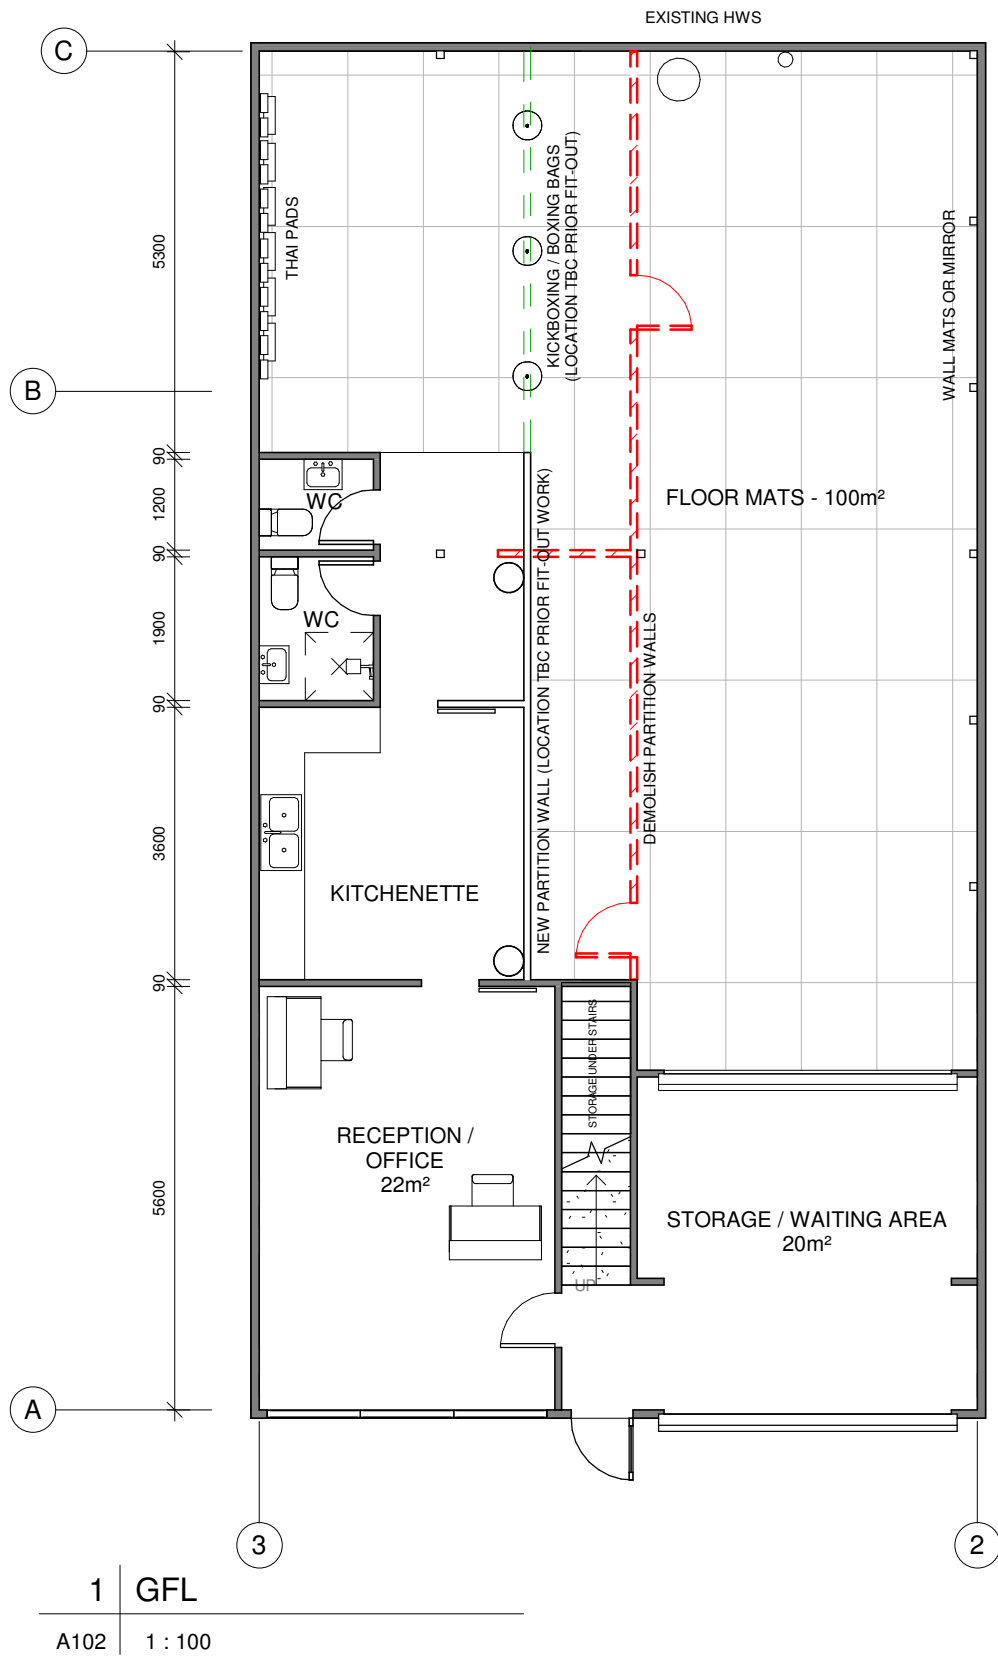 EXISTING HWS
C
5300
THAI PADS
KICKBOXING / BOXING BAGS
(LOCATION TBC PRIOR FIT-OUT)
WALL MATS OR MIRROR
B
90
1200
WC
FLOOR MATS - 100m²
90
1900
WC
NEW PARTITION WALL (LOCATION TBC PRIOR FIT-OUT WORK)
DEMOLISH PARTITION WALLS
90
3600
KITCHENETTE
90
STORAGE UNDER STAIRS
RECEPTION /
OFFICE
22m²
5600
STORAGE / WAITING AREA
20m²
UP
A
3
2
1 GFL
A102 1 : 100